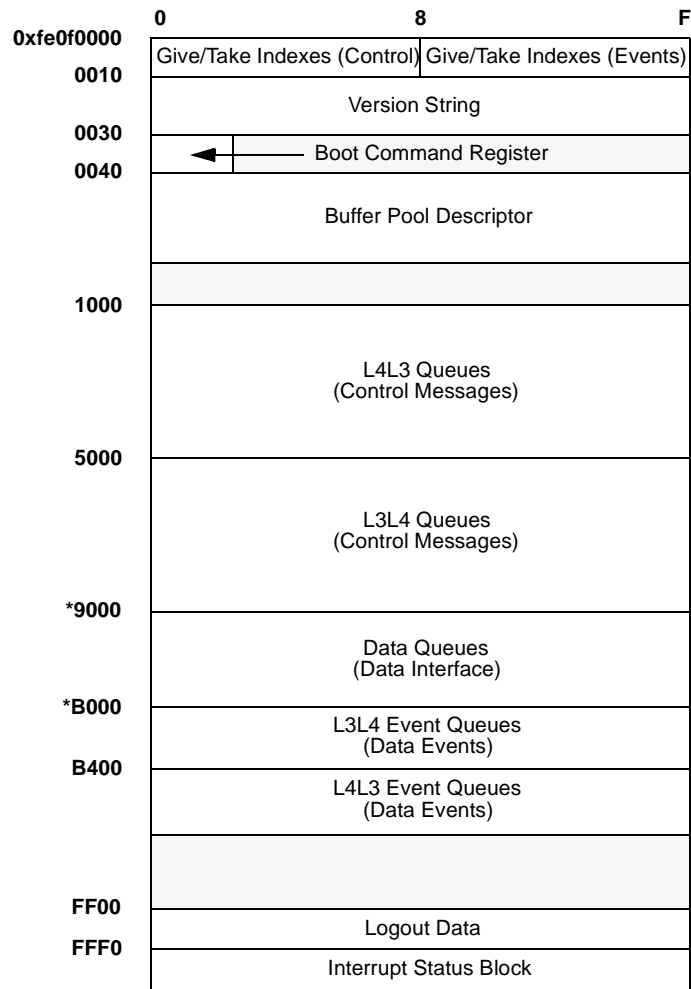 0 8 F
0xfe0f0000
Give/Take Indexes (Control) Give/Take Indexes (Events)
0010
Version String
0030
Boot Command Register
0040
Buffer Pool Descriptor
1000
L4L3 Queues
(Control Messages)
5000
L3L4 Queues
(Control Messages)
*9000
Data Queues
(Data Interface)
*B000
L3L4 Event Queues
(Data Events)
B400
L4L3 Event Queues
(Data Events)
FF00
Logout Data
FFF0
Interrupt Status Block